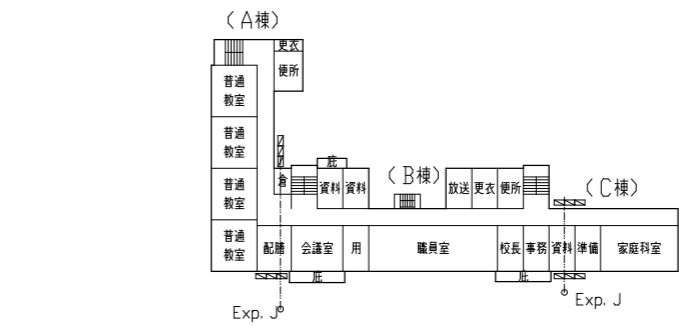 (A棟)
更衣
便所
普通
教室
普通
教室
普通
教室
普通
教室
庇
倉
資料
資料
(B棟)
放送
更衣
便所
(C棟)
配膳
会議室
用
職員室
校長
事務
資料
準備
家庭科室
庇
庇
Exp. J
Exp. J